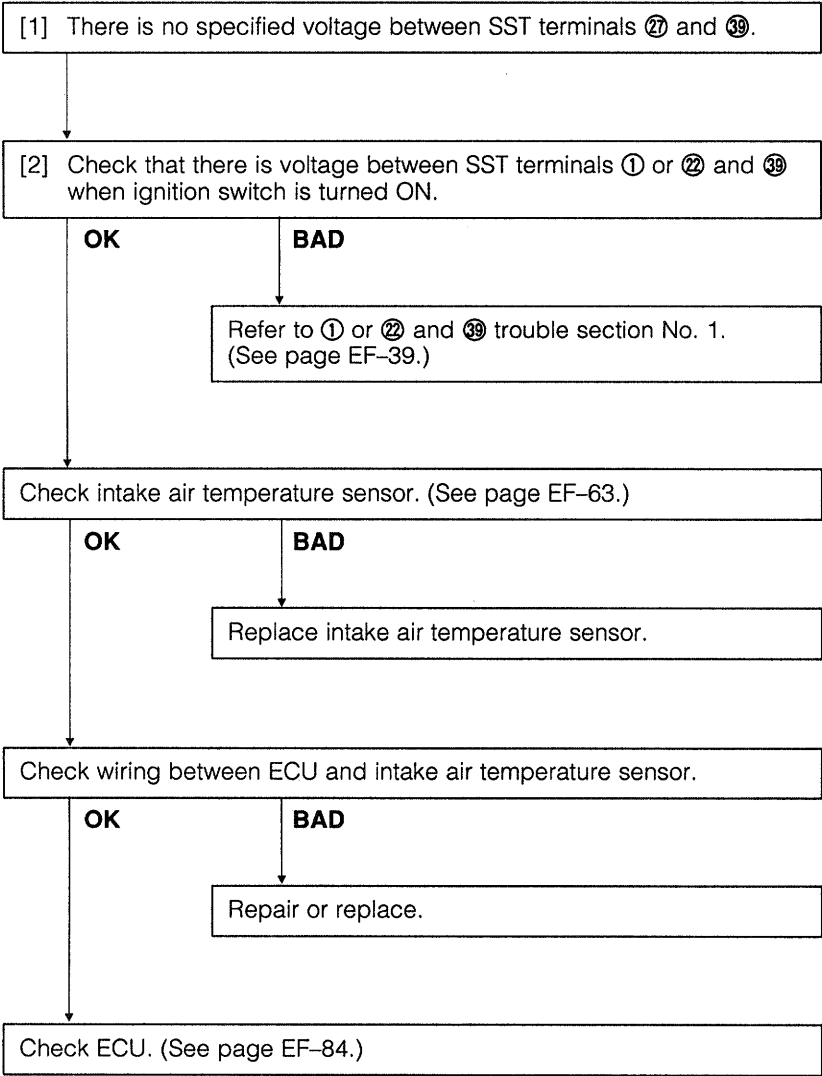 [1] There is no specified voltage between SST terminals ㉗ and ㊴.
[2] Check that there is voltage between SST terminals ① or ㉒ and ㊴
when ignition switch is turned ON.
OK BAD
Refer to ① or ㉒ and ㊴ trouble section No. 1.
(See page EF–39.)
Check intake air temperature sensor. (See page EF–63.)
OK BAD
Replace intake air temperature sensor.
Check wiring between ECU and intake air temperature sensor.
OK BAD
Repair or replace.
Check ECU. (See page EF–84.)